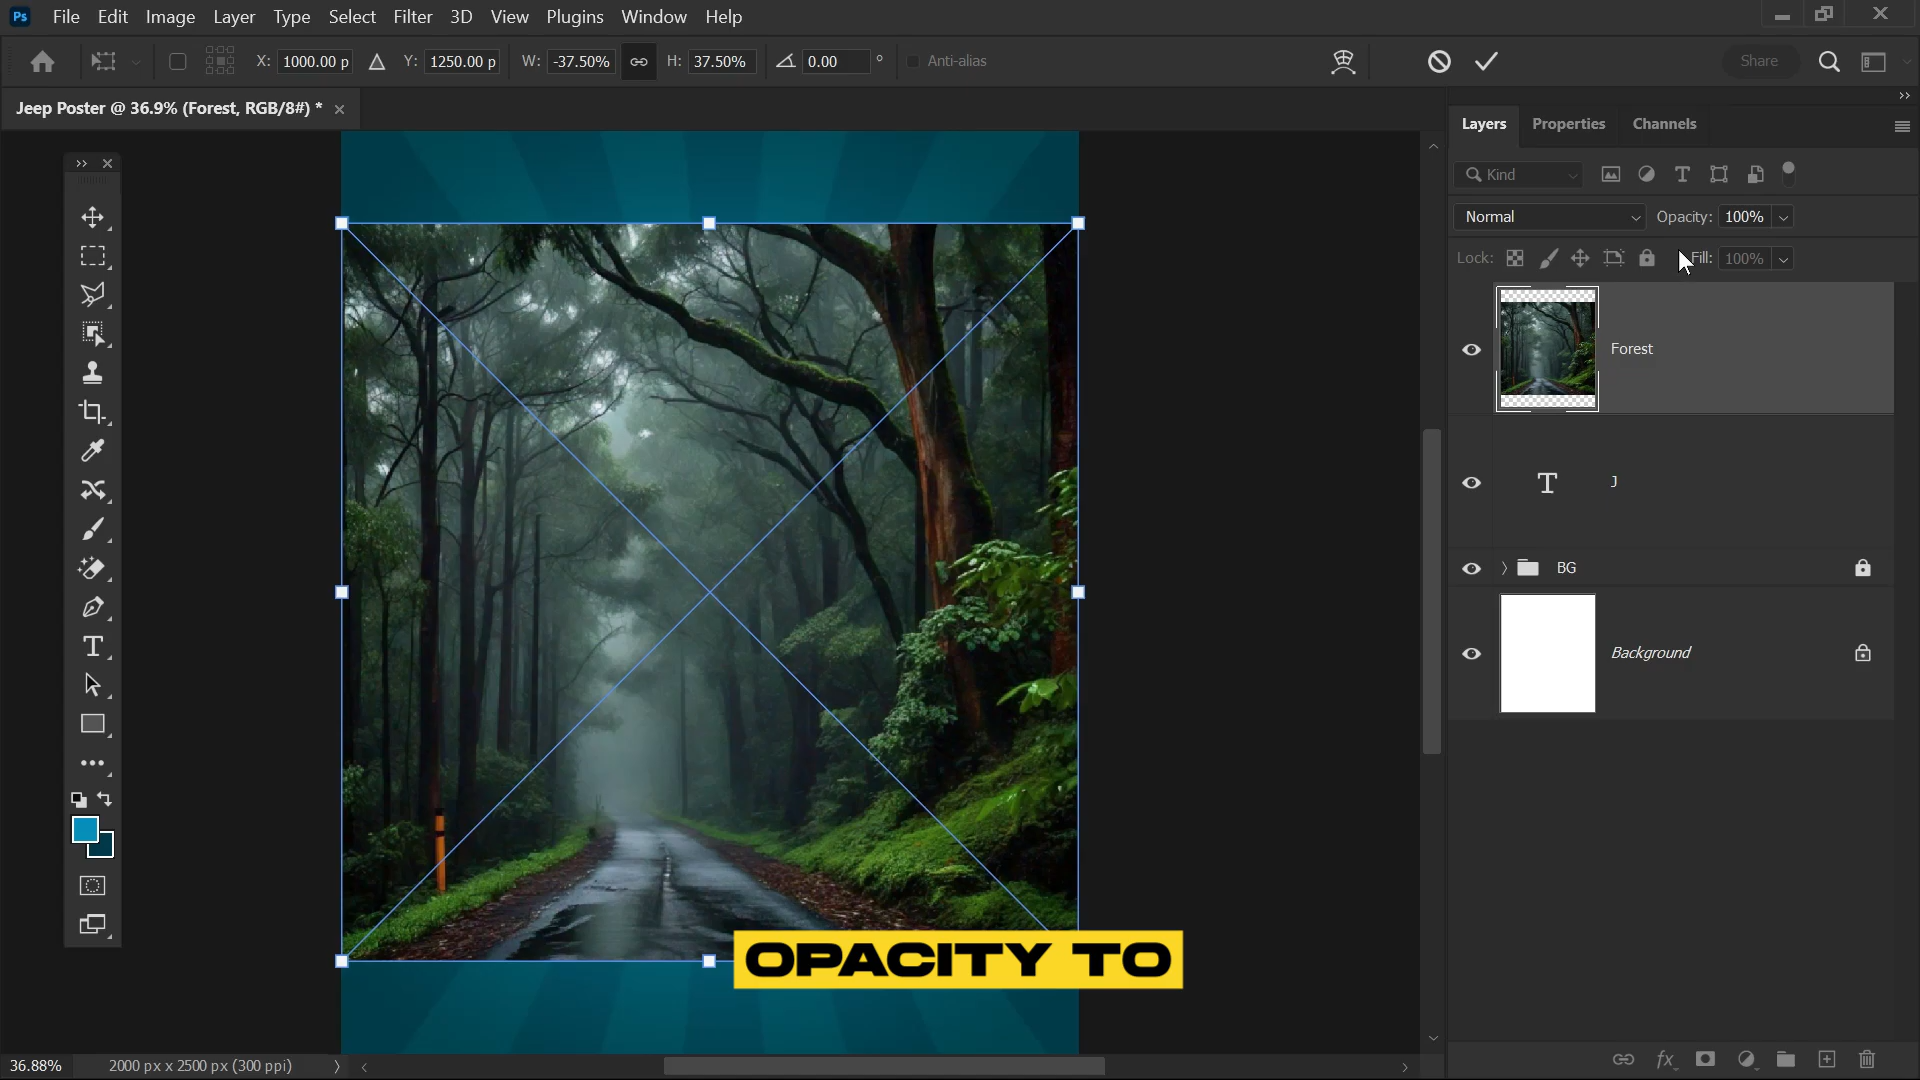 Ps File Edit Image Layer Type Select Filter 3D View Plugins Window Help
X: 1000.00 p Y: 1250.00 p W: -37.50% H: 37.50% 0.00 ° Anti-alias Share
Jeep Poster @ 36.9% (Forest, RGB/8#) *
Layers Properties Channels
Kind
Normal Opacity: 100%
Lock: Fill: 100%
Forest
T J
BG
Background
OPACITY TO
36.88% 2000 px x 2500 px (300 ppi)
fx